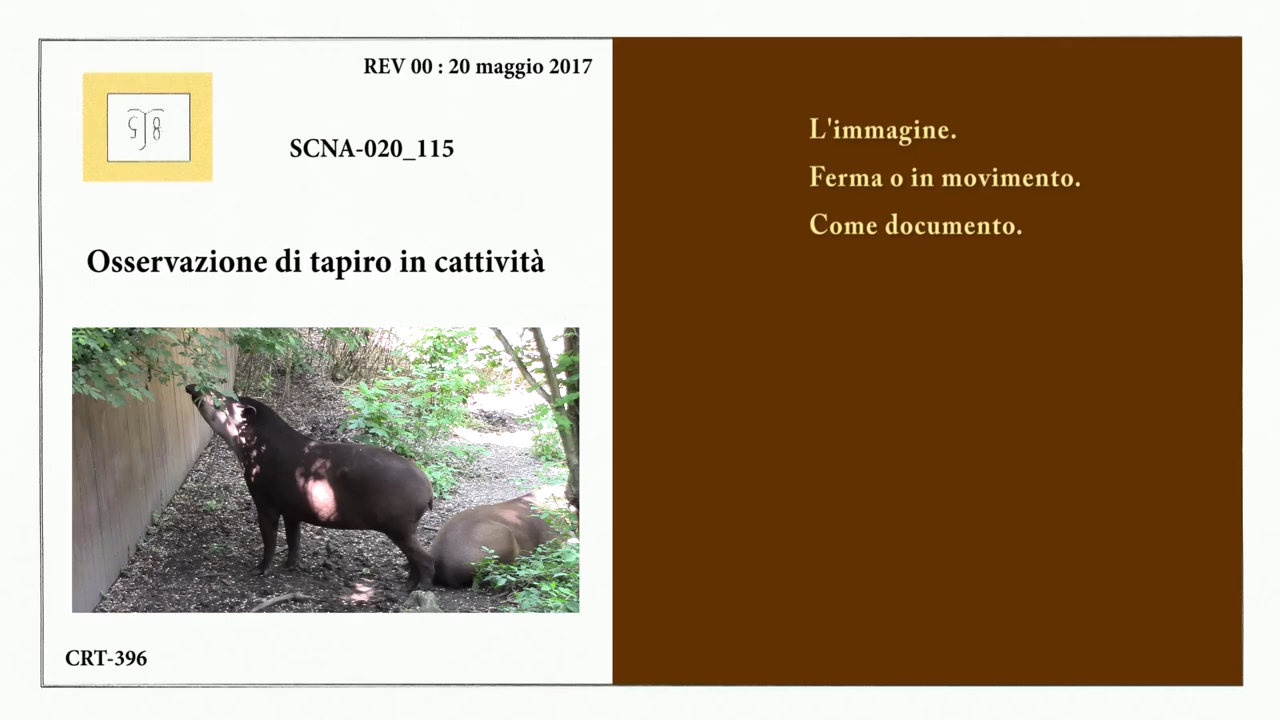 REV 00 : 20 maggio 2017
SCNA-020_115
Osservazione di tapiro in cattività
CRT-396
L'immagine.
Ferma o in movimento.
Come documento.